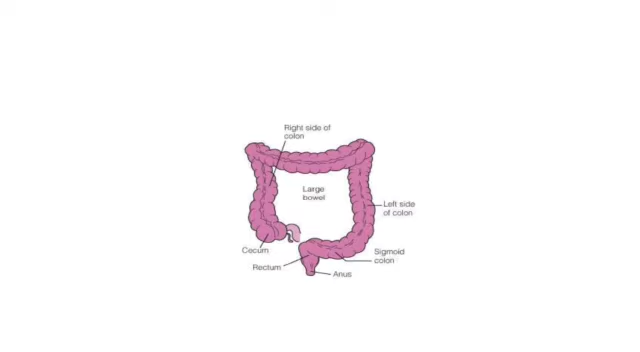 Right side of
colon
Large
bowel
Left side
of colon
Cecum
Sigmoid
colon
Rectum
Anus